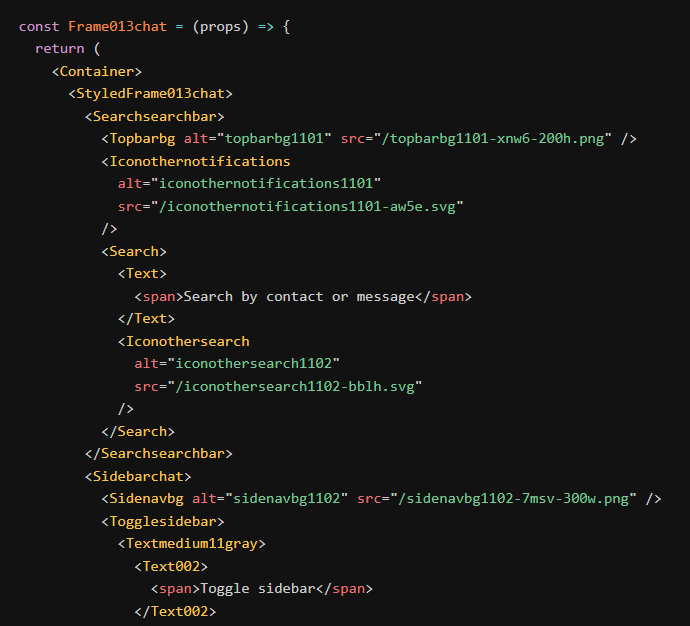 const Frame013chat = (props) => {
return (
<Container>
<StyledFrame013chat>
<Searchsearchbar>
<Topbarbg alt="topbarbg1101" src="/topbarbg1101-xnw6-200h.png" />
<Iconothernotifications
alt="iconothernotifications1101"
src="/iconothernotifications1101-aw5e.svg"
/>
<Search>
<Text>
<span>Search by contact or message</span>
</Text>
<Iconothersearch
alt="iconothersearch1102"
src="/iconothersearch1102-bblh.svg"
/>
</Search>
</Searchsearchbar>
<Sidebarchat>
<Sidenavbg alt="sidenavbg1102" src="/sidenavbg1102-7msv-300w.png" />
<Togglesidebar>
<Textmedium11gray>
<Text002>
<span>Toggle sidebar</span>
</Text002>